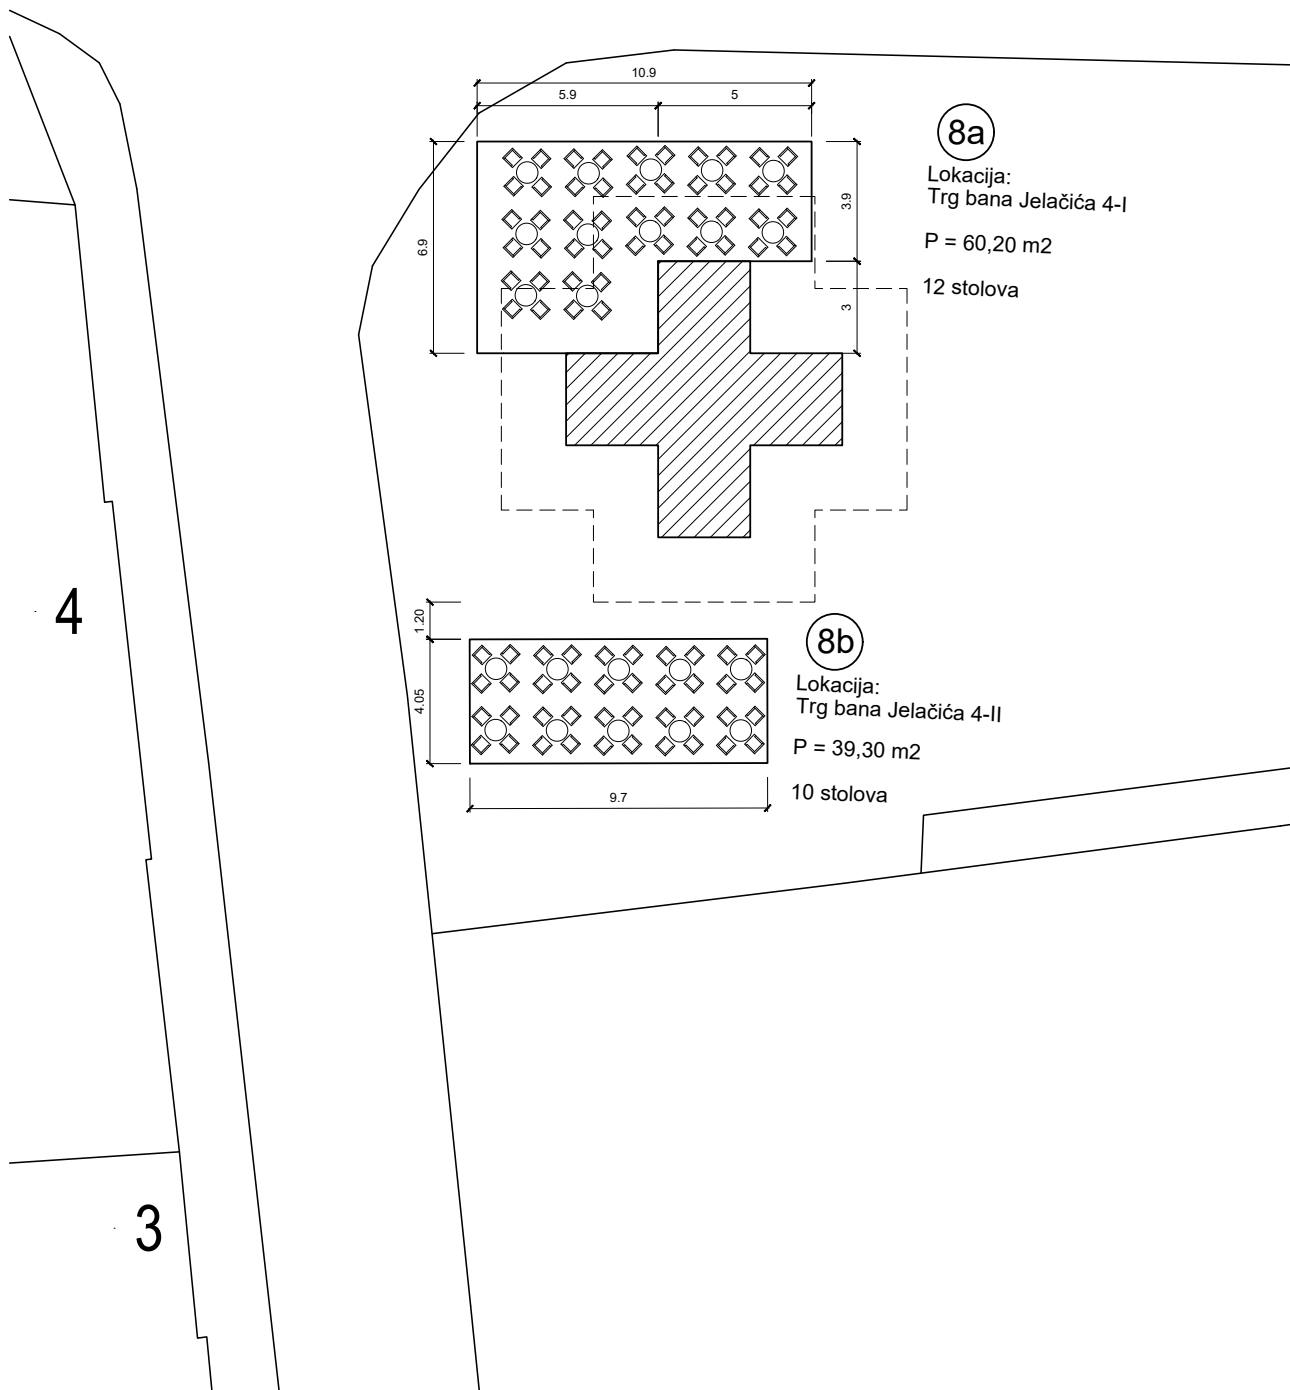 10.9
5.9
5
8a
Lokacija:
Trg bana Jelačića 4-I
P = 60,20 m2
12 stolova
6.9
3.9
3
4
1.20
4.05
8b
Lokacija:
Trg bana Jelačića 4-II
P = 39,30 m2
10 stolova
9.7
3